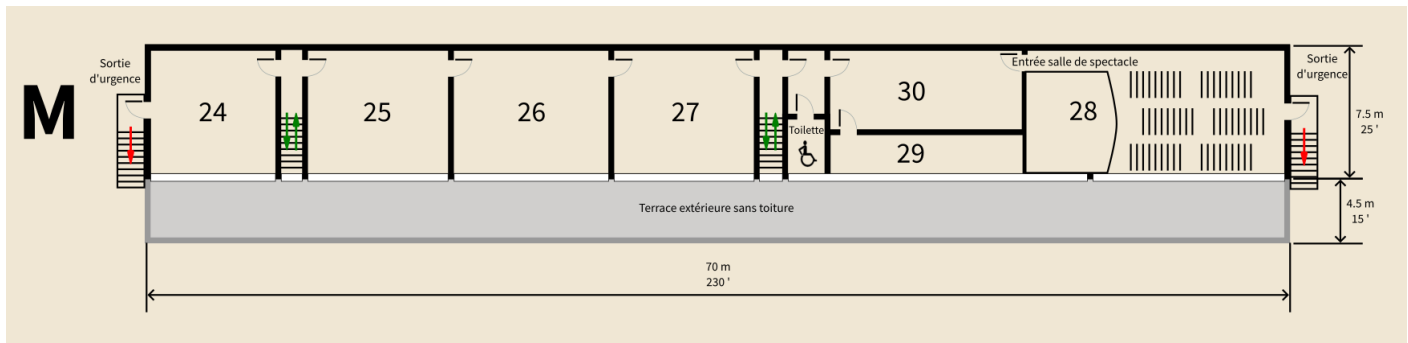 M
Sortie
d'urgence
24
25
26
27
Toilette
30
29
Entrée salle de spectacle
28
Sortie
d'urgence
7.5 m
25 '
Terrace extérieure sans toiture
4.5 m
15 '
70 m
230 '